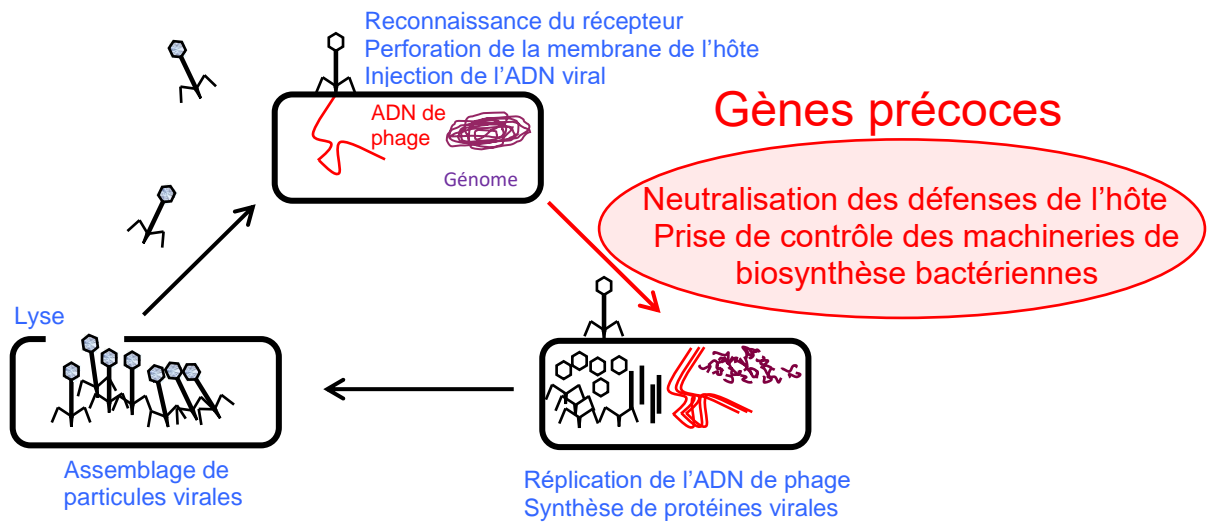 Reconnaissance du récepteur
Perforation de la membrane de l'hôte
Injection de l'ADN viral
ADN de
phage
Génome
Gènes précoces
Neutralisation des défenses de l'hôte
Prise de contrôle des machineries de
biosynthèse bactériennes
Lyse
Assemblage de
particules virales
Réplication de l'ADN de phage
Synthèse de protéines virales